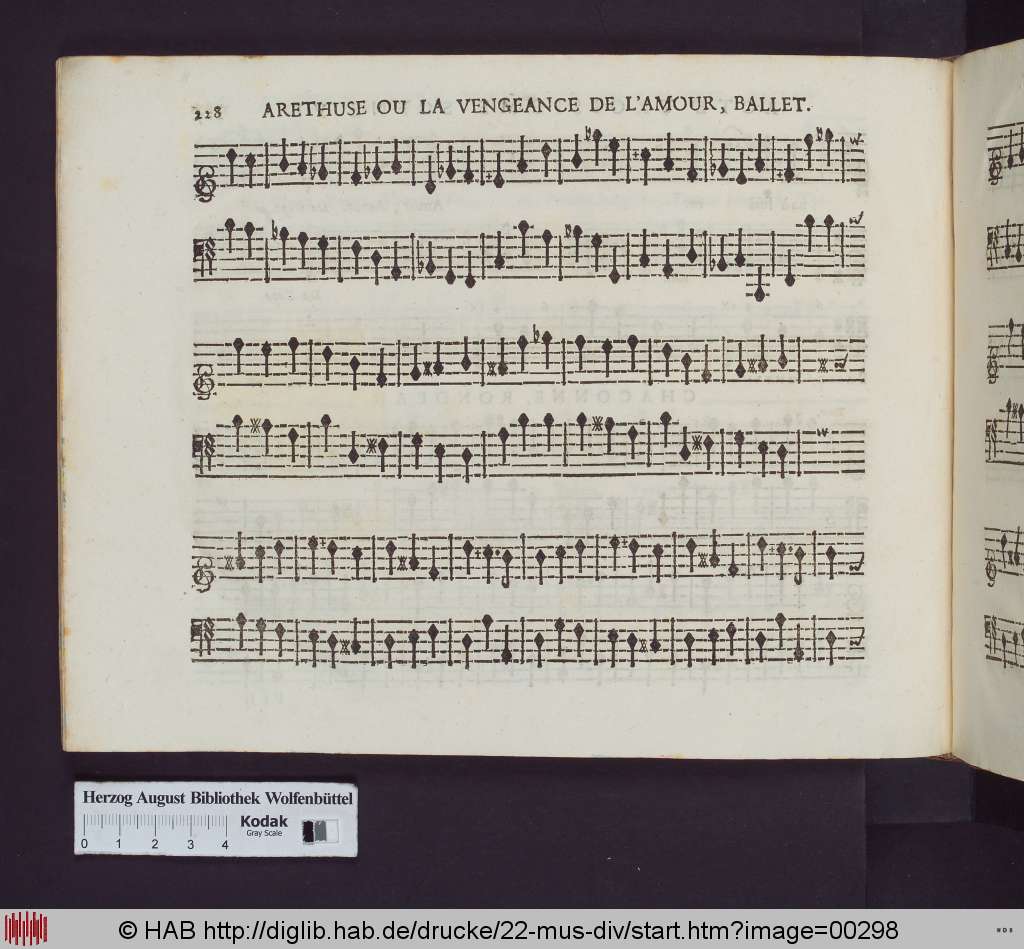 228 ARETHUSE OU LA VENGEANCE DE L'AMOUR, BALLET.
Herzog August Bibliothek Wolfenbüttel
Kodak
Gray Scale
0 1 2 3 4
© HAB http://diglib.hab.de/drucke/22-mus-div/start.htm?image=00298